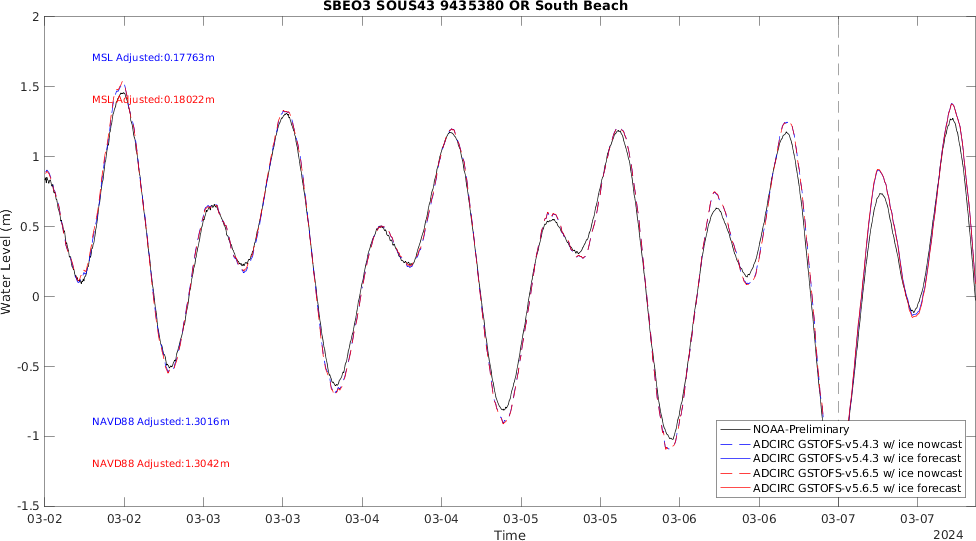 SBEO3 SOUS43 9435380 OR South Beach
2
MSL Adjusted:0.17763m
1.5
MSL Adjusted:0.18022m
1
0.5
Water Level (m)
0
-0.5
NAVD88 Adjusted:1.3016m
-1
NAVD88 Adjusted:1.3042m
-1.5
NOAA-Preliminary
ADCIRC GSTOFS-v5.4.3 w/ ice nowcast
ADCIRC GSTOFS-v5.4.3 w/ ice forecast
ADCIRC GSTOFS-v5.6.5 w/ ice nowcast
ADCIRC GSTOFS-v5.6.5 w/ ice forecast
03-02 03-02 03-03 03-03 03-04 03-04 03-05 03-05 03-06 03-06 03-07 03-07
Time
2024